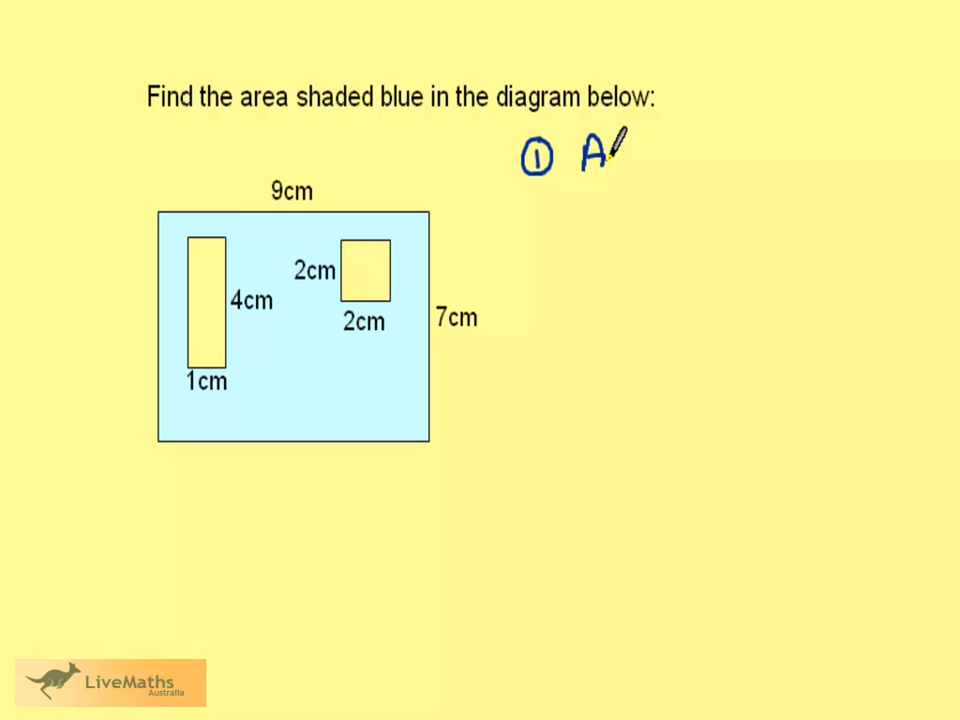 Find the area shaded blue in the diagram below:
① A
9cm
2cm
4cm
2cm
7cm
1cm
LiveMaths
Australia